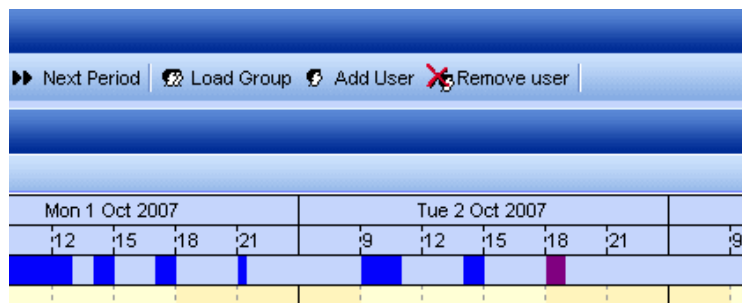 Next Period Load Group Add User Remove user
Mon 1 Oct 2007 Tue 2 Oct 2007
12 15 18 21 9 12 15 18 21 9